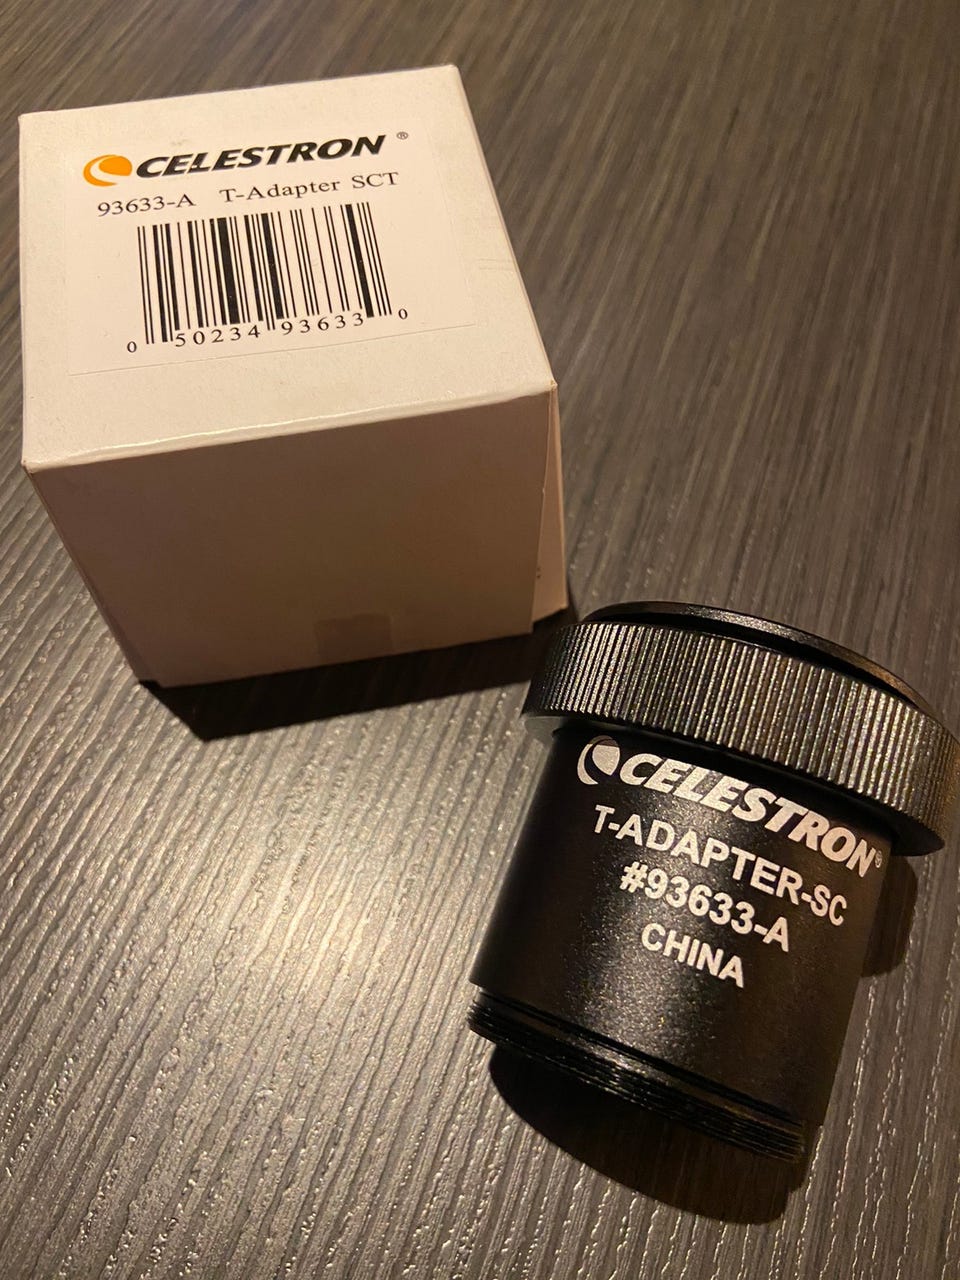 CELESTRON®
93633-A T-Adapter SCT
0 50234 93633 0
CELESTRON®
T-ADAPTER-SC
#93633-A
CHINA